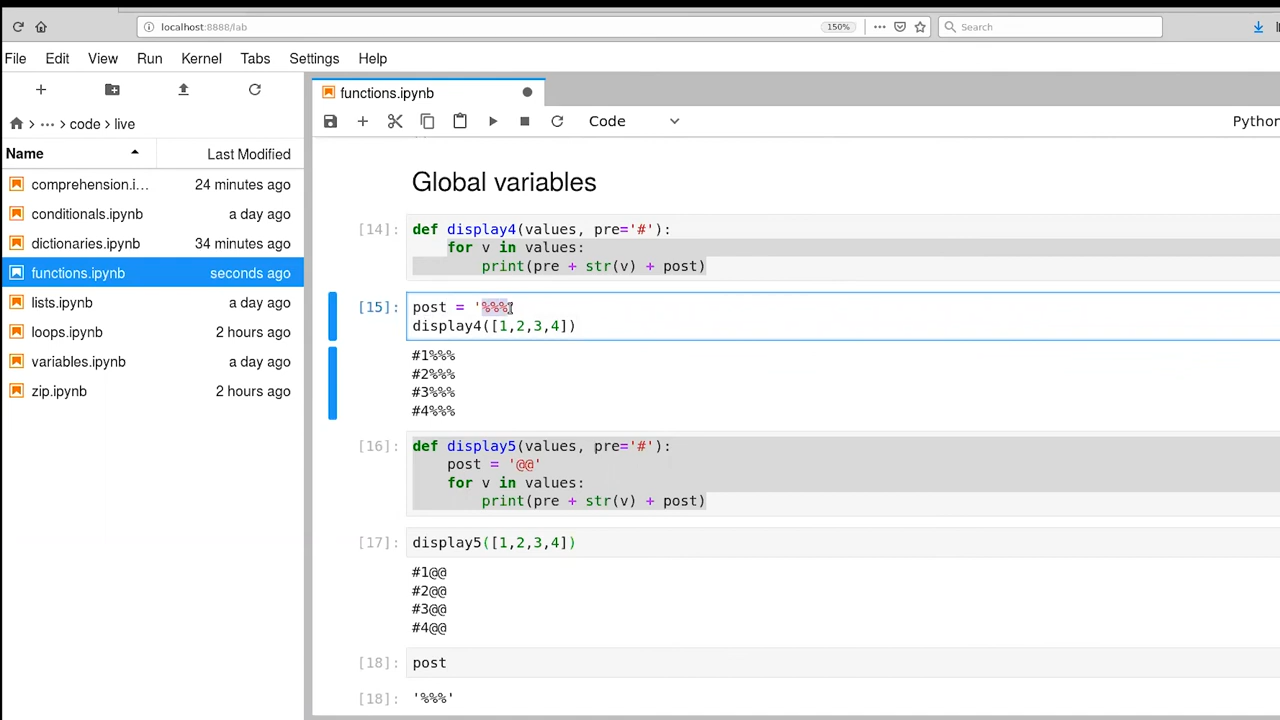 localhost:8888/lab
150%
Search
File Edit View Run Kernel Tabs Settings Help
functions.ipynb
Code
Python
code > live
Name Last Modified
comprehension.i… 24 minutes ago
conditionals.ipynb a day ago
dictionaries.ipynb 34 minutes ago
functions.ipynb seconds ago
lists.ipynb a day ago
loops.ipynb 2 hours ago
variables.ipynb a day ago
zip.ipynb 2 hours ago
Global variables
[14]: def display4(values, pre='#'):
for v in values:
print(pre + str(v) + post)
[15]: post = '%%%'
display4([1,2,3,4])
#1%%%
#2%%%
#3%%%
#4%%%
[16]: def display5(values, pre='#'):
post = '@@'
for v in values:
print(pre + str(v) + post)
[17]: display5([1,2,3,4])
#1@@
#2@@
#3@@
#4@@
[18]: post
[18]: '%%%'